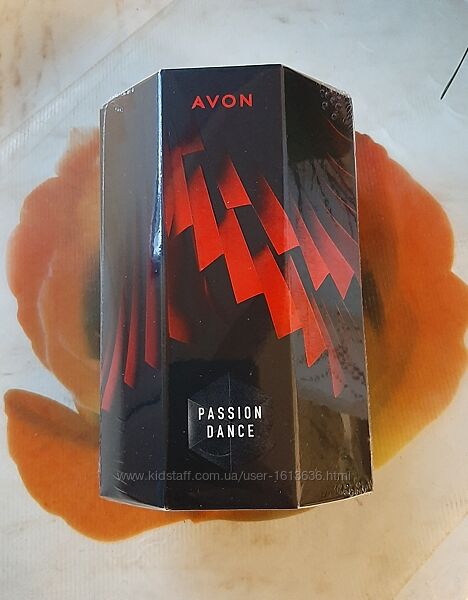 AVON
PASSION
DANCE
www.kidstaff.com.ua/user-1613636.html